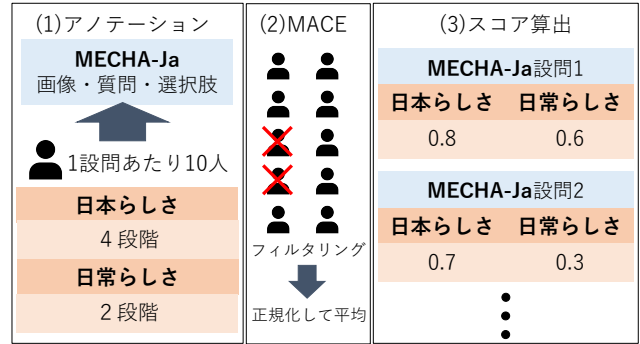 (1)アノテーション
MECHA-Ja
画像・質問・選択肢
1設問あたり10人
日本らしさ
4 段階
日常らしさ
2 段階
(2)MACE
フィルタリング
正規化して平均
(3)スコア算出
MECHA-Ja設問1
日本らしさ 日常らしさ
0.8 0.6
MECHA-Ja設問2
日本らしさ 日常らしさ
0.7 0.3